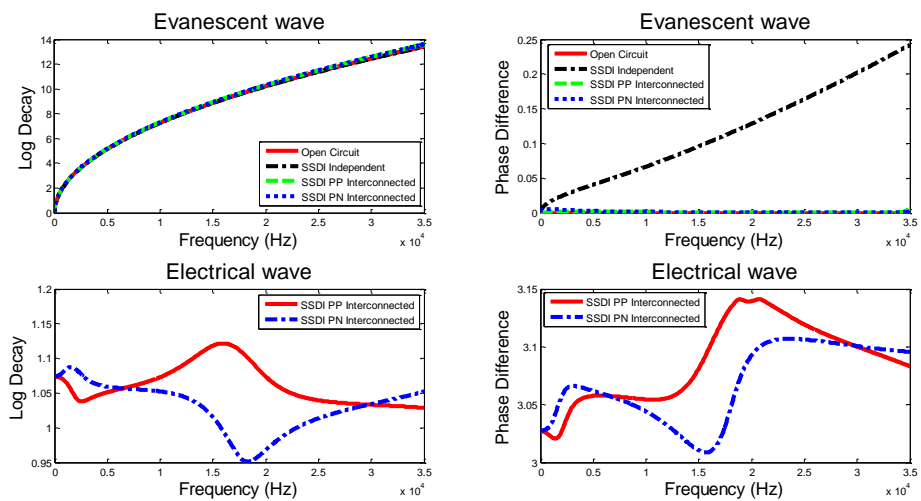 Evanescent wave
Log Decay
14
12
10
8
6
4
2
0
0 0.5 1 1.5 2 2.5 3 3.5
x 10^4
Frequency (Hz)
Open Circuit
SSDI Independent
SSDI PP Interconnected
SSDI PN Interconnected
Evanescent wave
Phase Difference
0.25
0.2
0.15
0.1
0.05
0
0 0.5 1 1.5 2 2.5 3 3.5
x 10^4
Frequency (Hz)
Open Circuit
SSDI Independent
SSDI PP Interconnected
SSDI PN Interconnected
Electrical wave
Log Decay
1.2
1.15
1.1
1.05
1
0.95
0 0.5 1 1.5 2 2.5 3 3.5
x 10^4
Frequency (Hz)
SSDI PP Interconnected
SSDI PN Interconnected
Electrical wave
Phase Difference
3.15
3.1
3.05
3
0 0.5 1 1.5 2 2.5 3 3.5
x 10^4
Frequency (Hz)
SSDI PP Interconnected
SSDI PN Interconnected